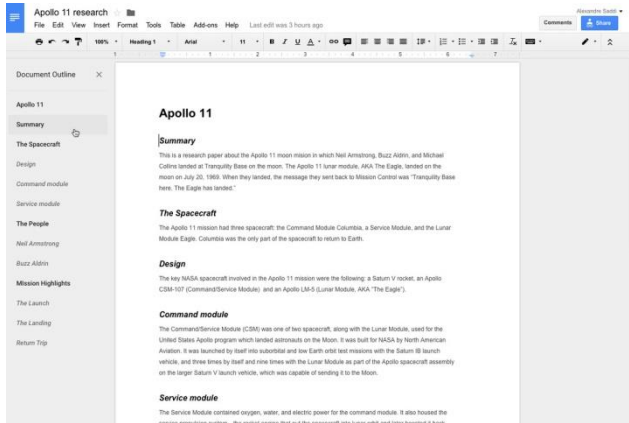 Apollo 11 research
Alexandre Saddi
File Edit View Insert Format Tools Table Add-ons Help Last edit was 3 hours ago
Comments
Share
100% Heading 1 Arial 11 B I U A
1 1 2 3 4 5 6 7
Document Outline
Apollo 11
Summary
The Spacecraft
Design
Command module
Service module
The People
Neil Armstrong
Buzz Aldrin
Mission Highlights
The Launch
The Landing
Return Trip
Apollo 11
Summary
This is a research paper about the Apollo 11 moon mision in which Neil Armstrong, Buzz Aldrin, and Michael
Collins landed at Tranquility Base on the moon. The Apollo 11 lunar module, AKA The Eagle, landed on the
moon on July 20, 1969. When they landed, the message they sent back to Mission Control was "Tranquility Base
here. The Eagle has landed."
The Spacecraft
The Apollo 11 mission had three spacecraft: the Command Module Columbia, a Service Module, and the Lunar
Module Eagle. Columbia was the only part of the spacecraft to return to Earth.
Design
The key NASA spacecraft involved in the Apollo 11 mission were the following: a Saturn V rocket, an Apollo
CSM-107 (Command/Service Module) and an Apollo LM-5 (Lunar Module, AKA "The Eagle").
Command module
The Command/Service Module (CSM) was one of two spacecraft, along with the Lunar Module, used for the
United States Apollo program which landed astronauts on the Moon. It was built for NASA by North American
Aviation. It was launched by itself into suborbital and low Earth orbit test missions with the Saturn IB launch
vehicle, and three times by itself and nine times with the Lunar Module as part of the Apollo spacecraft assembly
on the larger Saturn V launch vehicle, which was capable of sending it to the Moon.
Service module
The Service Module contained oxygen, water, and electric power for the command module. It also housed the